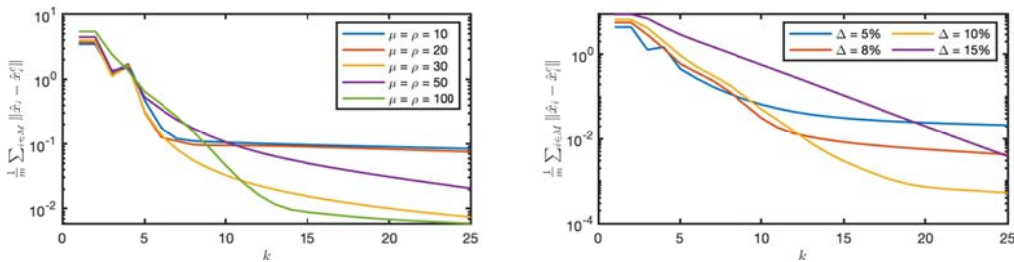 10^1
10^0
10^-1
10^-2
1/m ∑_{i∈M} ‖x̂_i − x̂_i^c‖
μ = ρ = 10
μ = ρ = 20
μ = ρ = 30
μ = ρ = 50
μ = ρ = 100
0 5 10 15 20 25
k
10^0
10^-2
10^-4
1/m ∑_{i∈M} ‖x̂_i − x̂_i^c‖
Δ = 5% Δ = 10%
Δ = 8% Δ = 15%
0 5 10 15 20 25
k